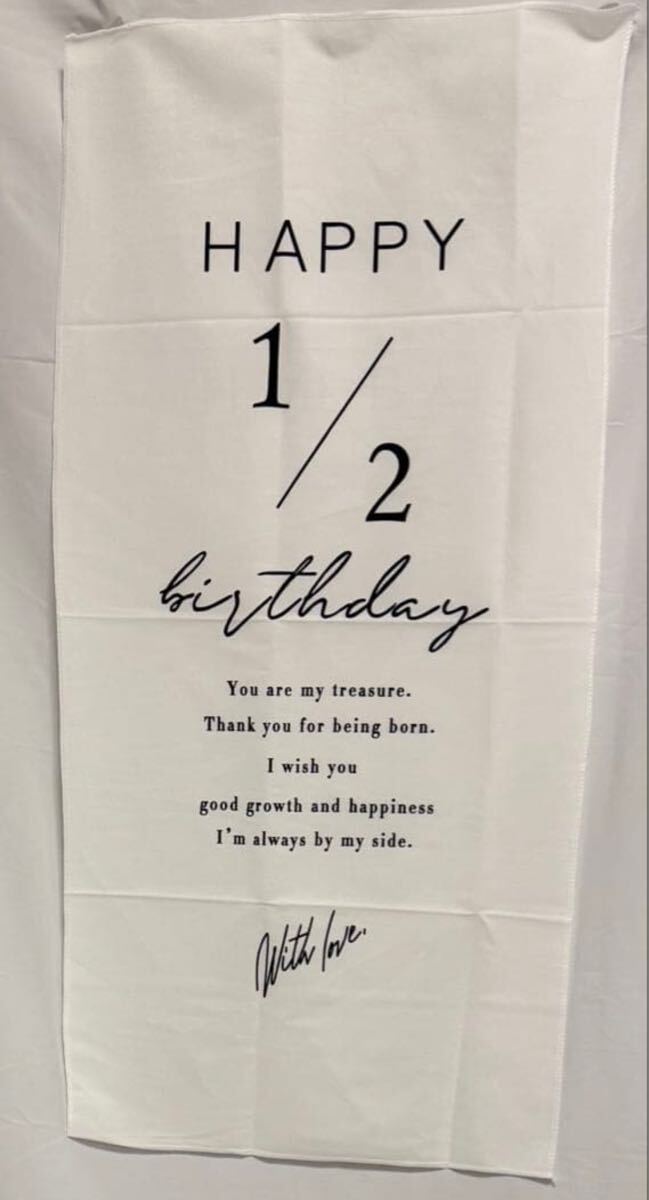 HAPPY
1/2
birthday
You are my treasure.
Thank you for being born.
I wish you
good growth and happiness
I'm always by my side.
With love.